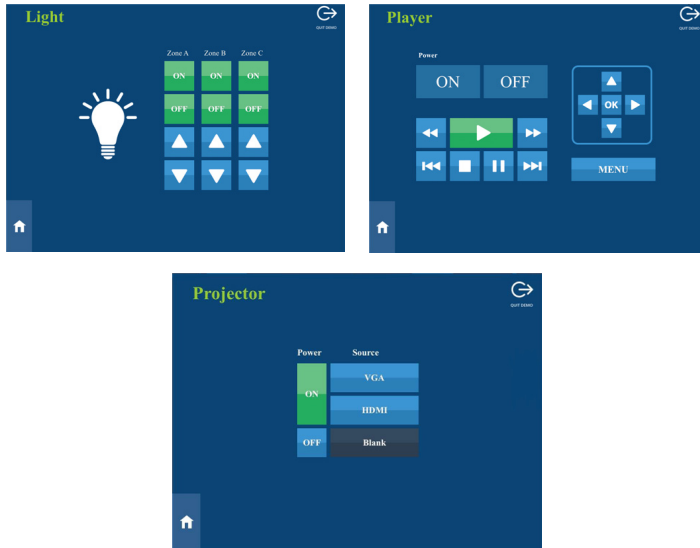 Light
QUIT DEMO
Zone A Zone B Zone C
ON ON ON
OFF OFF OFF
Player
QUIT DEMO
Power
ON OFF
OK
MENU
Projector
QUIT DEMO
Power Source
VGA
ON
HDMI
OFF Blank